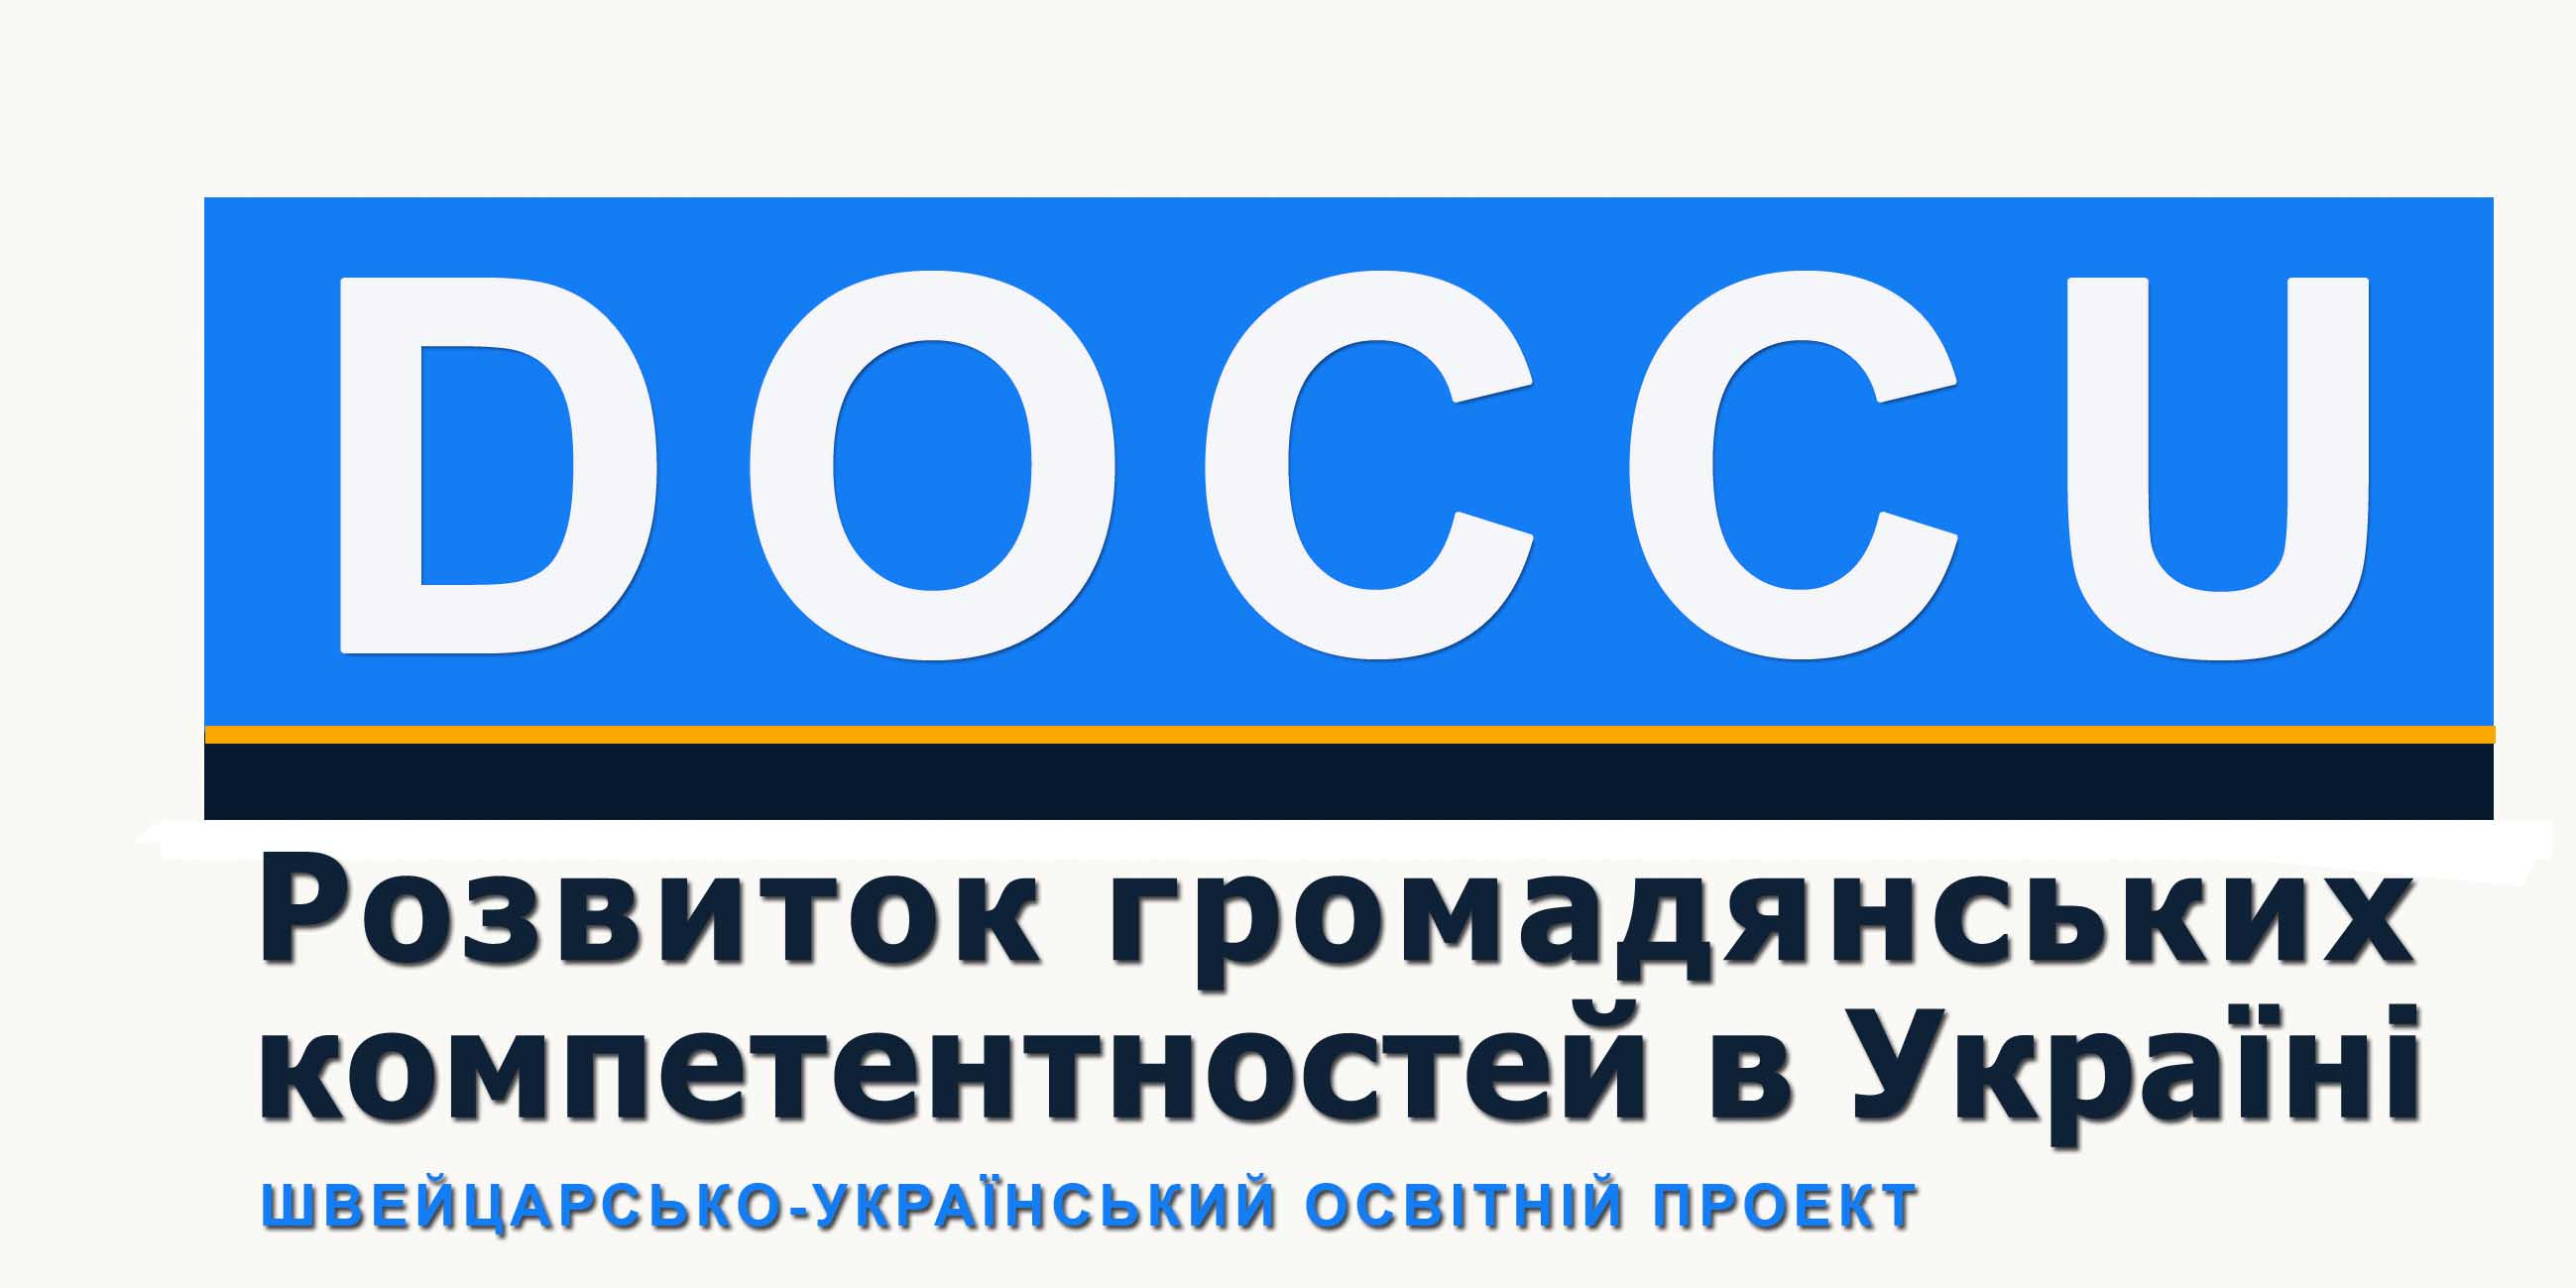 DOCCU
Розвиток громадянських
компетентностей в Україні
ШВЕЙЦАРСЬКО-УКРАЇНСЬКИЙ ОСВІТНІЙ ПРОЕКТ